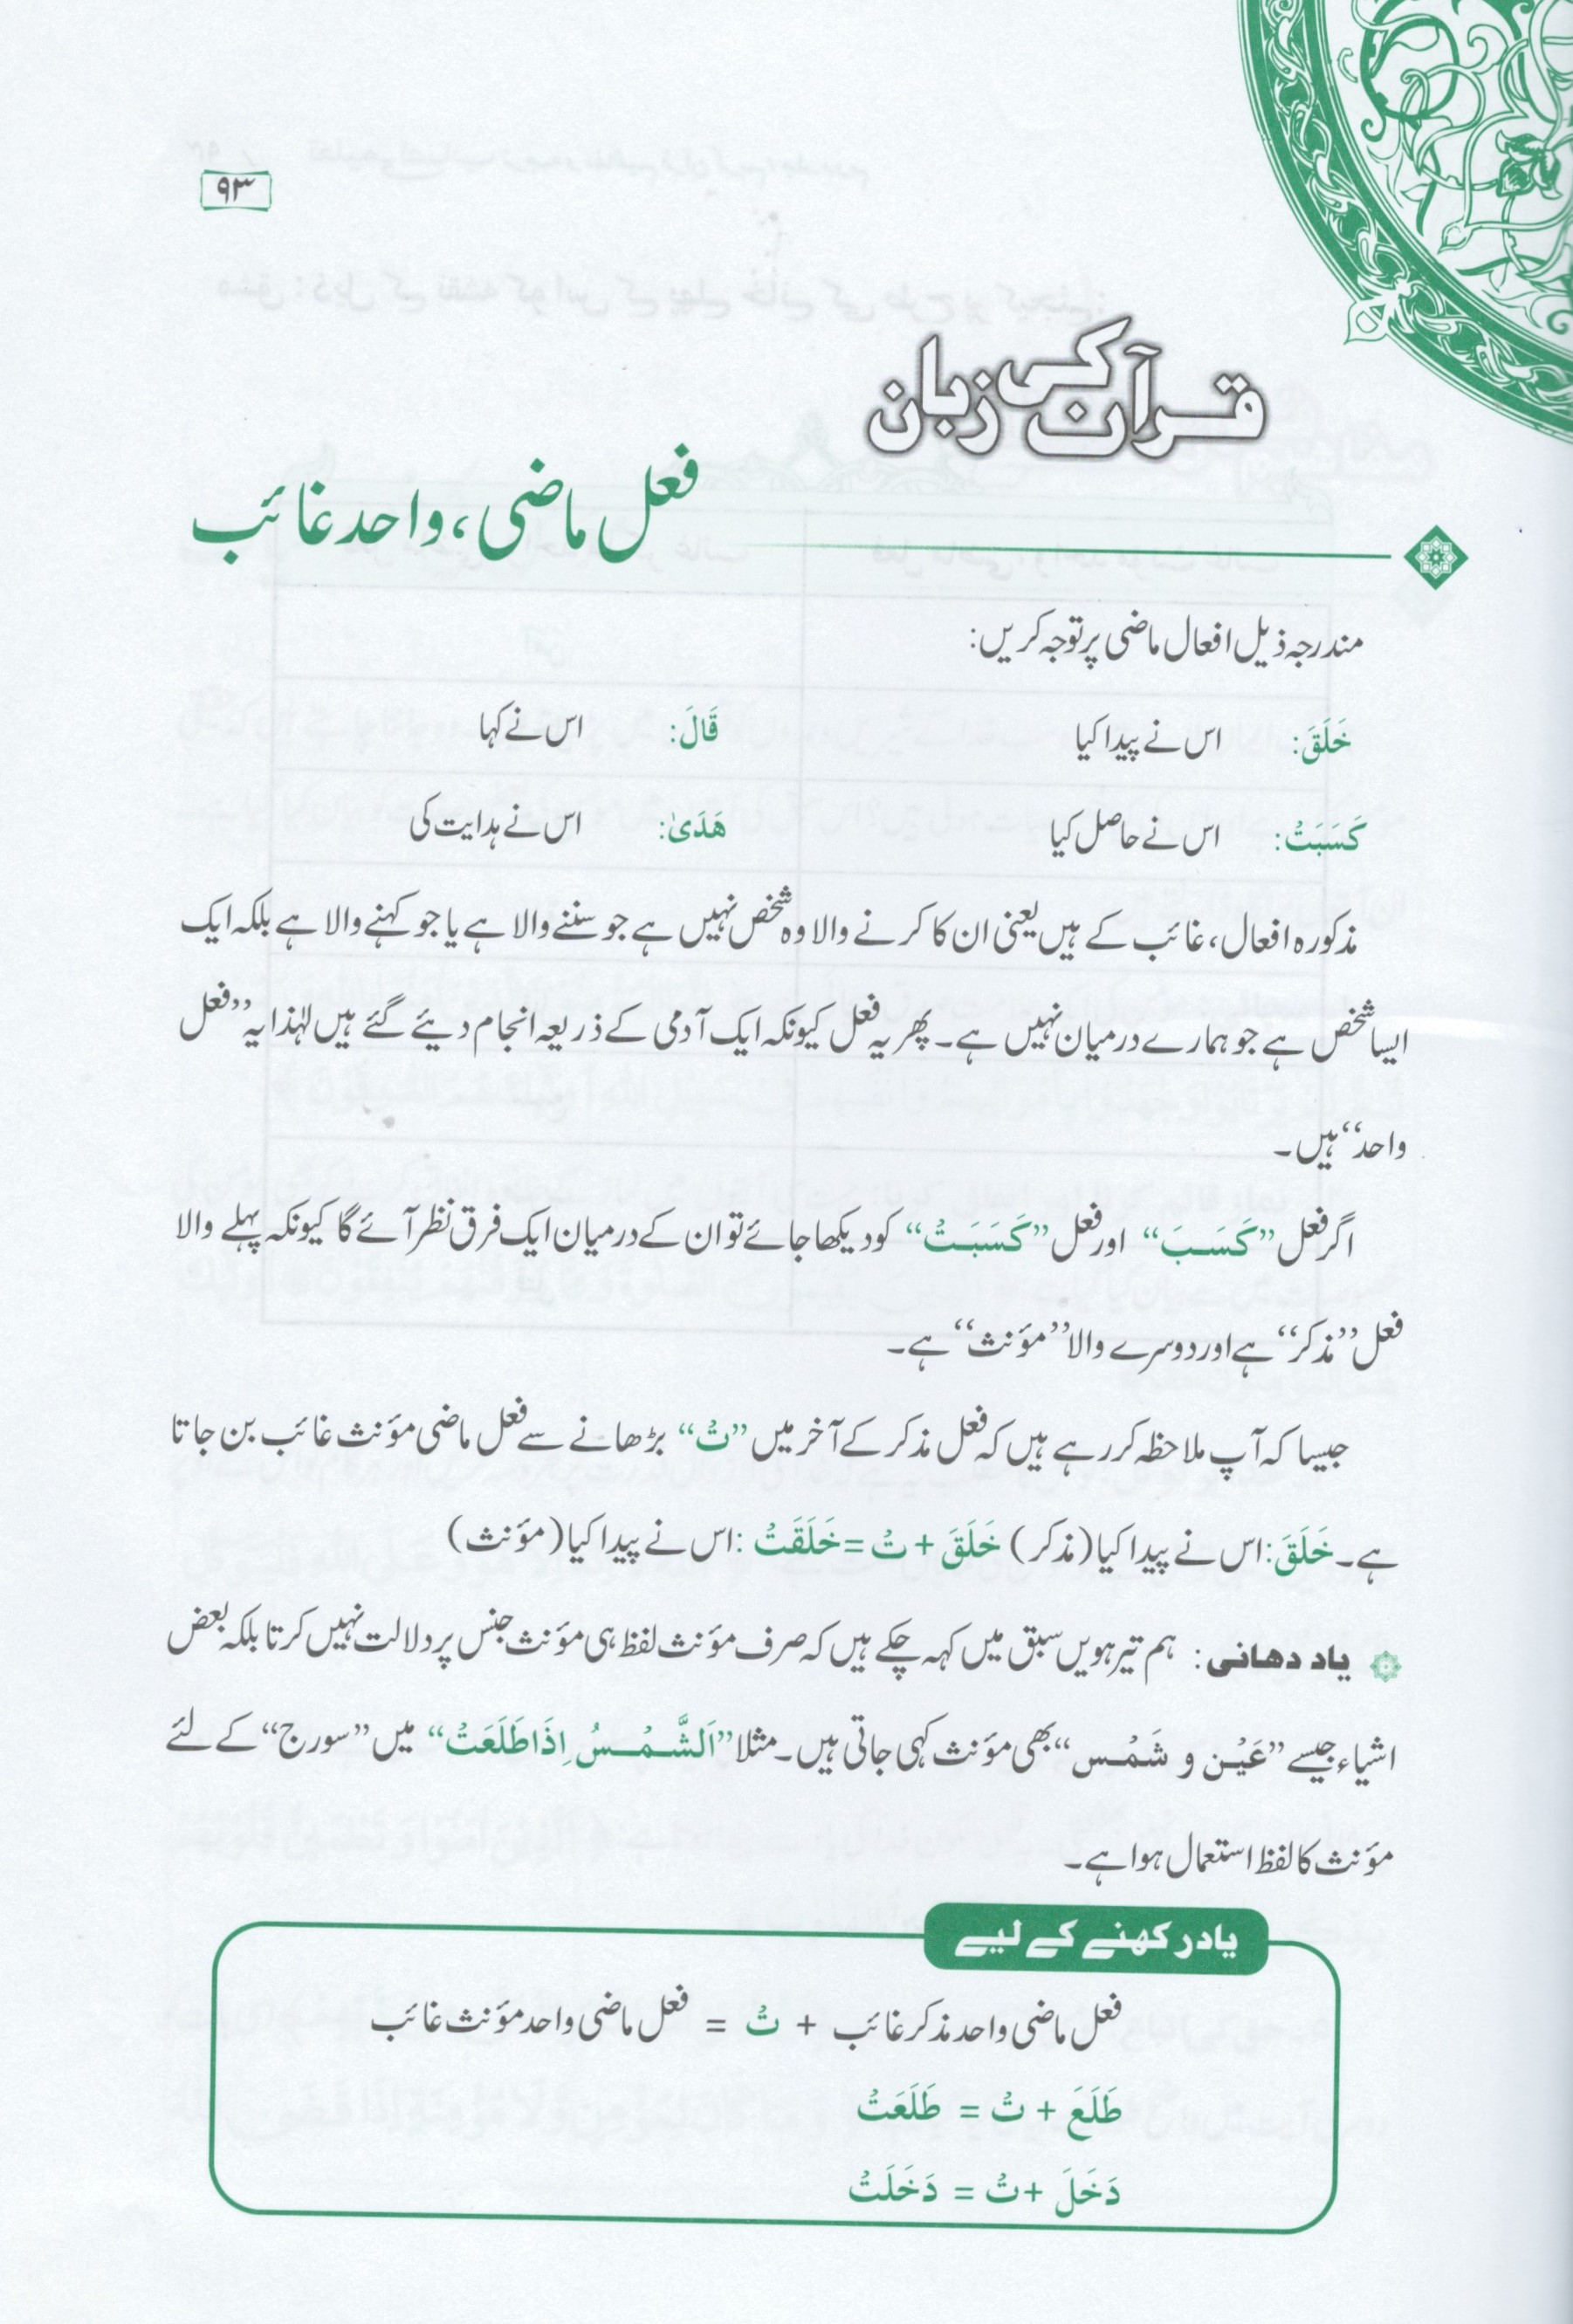 ۹۳
قرآن کی زبان
فعل ماضی، واحد غائب
مندرجہ ذیل افعال ماضی پر توجہ کریں:
خَلَقَ: اس نے پیدا کیا قَالَ: اس نے کہا
کَسَبَتْ: اس نے حاصل کیا هَدَىٰ: اس نے ہدایت کی
مذکورہ افعال، غائب کے ہیں یعنی ان کا کرنے والا وہ شخص نہیں ہے جو سننے والا ہے یا جو کہنے والا ہے بلکہ ایک
ایسا شخص ہے جو ہمارے درمیان نہیں ہے۔ پھر یہ فعل کیونکہ ایک آدمی کے ذریعہ انجام دیئے گئے ہیں لہٰذا یہ ”فعل
واحد“ ہیں۔
اگر فعل ”کَسَبَ“ اور فعل ”کَسَبَتْ“ کو دیکھا جائے تو ان کے درمیان ایک فرق نظر آئے گا کیونکہ پہلے والا
فعل ”مذکر“ ہے اور دوسرے والا ”مؤنث“ ہے۔
جیسا کہ آپ ملاحظہ کر رہے ہیں کہ فعل مذکر کے آخر میں ”تْ“ بڑھانے سے فعل ماضی مؤنث غائب بن جاتا
ہے۔ خَلَقَ: اس نے پیدا کیا (مذکر) خَلَقَ + تْ = خَلَقَتْ: اس نے پیدا کیا (مؤنث)
یاد دھانی: ہم تیرہویں سبق میں کہہ چکے ہیں کہ صرف مؤنث لفظ ہی مؤنث جنس پر دلالت نہیں کرتا بلکہ بعض
اشیاء جیسے ”عَیْن و شَمْس“ بھی مؤنث کہی جاتی ہیں۔ مثلا ”اَلشَّمْسُ اِذَا طَلَعَتْ“ میں ”سورج“ کے لئے
مؤنث کا لفظ استعمال ہوا ہے۔
یاد رکھنے کے لیے
فعل ماضی واحد مذکر غائب + تْ = فعل ماضی واحد مؤنث غائب
طَلَعَ + تْ = طَلَعَتْ
دَخَلَ + تْ = دَخَلَتْ